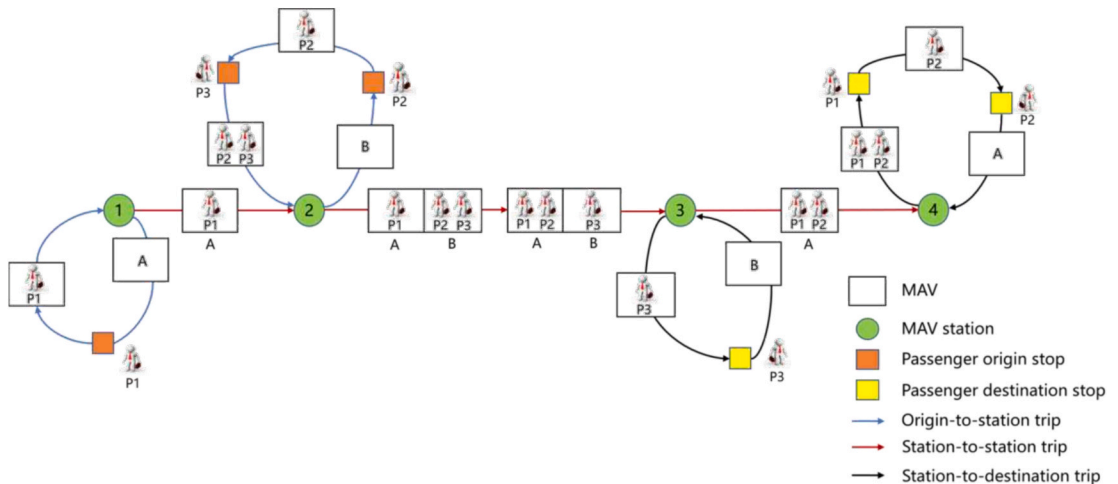 P2
P3
P2
P2 P3
B
1
P1
A
2
P1
P2 P3
A
B
P1 P2
P3
A
B
3
P1 P2
A
4
A
P1
P1
P3
B
P3
P2
P1
P2
P1 P2
A
MAV
MAV station
Passenger origin stop
Passenger destination stop
Origin-to-station trip
Station-to-station trip
Station-to-destination trip